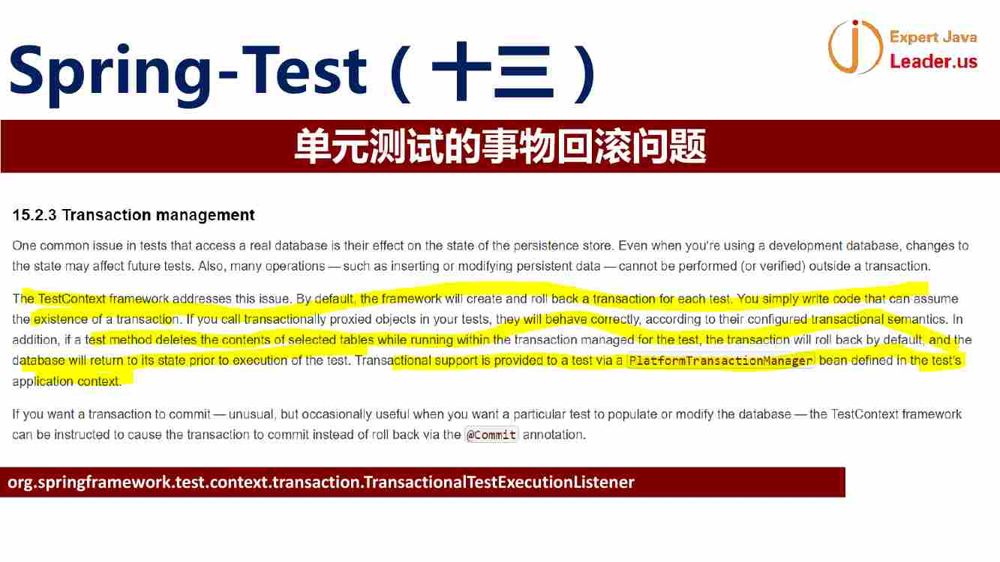 Spring-Test（十三）
Expert Java
Leader.us
单元测试的事物回滚问题
15.2.3 Transaction management
One common issue in tests that access a real database is their effect on the state of the persistence store. Even when you're using a development database, changes to
the state may affect future tests. Also, many operations — such as inserting or modifying persistent data — cannot be performed (or verified) outside a transaction.
The TestContext framework addresses this issue. By default, the framework will create and roll back a transaction for each test. You simply write code that can assume
the existence of a transaction. If you call transactionally proxied objects in your tests, they will behave correctly, according to their configured transactional semantics. In
addition, if a test method deletes the contents of selected tables while running within the transaction managed for the test, the transaction will roll back by default, and the
database will return to its state prior to execution of the test. Transactional support is provided to a test via a PlatformTransactionManager bean defined in the test's
application context.
If you want a transaction to commit — unusual, but occasionally useful when you want a particular test to populate or modify the database — the TestContext framework
can be instructed to cause the transaction to commit instead of roll back via the @Commit annotation.
org.springframework.test.context.transaction.TransactionalTestExecutionListener